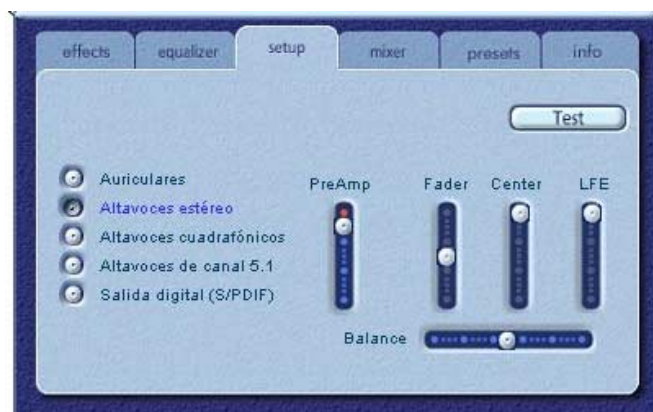 effects equalizer setup mixer presets info
Test
Auriculares
Altavoces estéreo
Altavoces cuadrafónicos
Altavoces de canal 5.1
Salida digital (S/PDIF)
PreAmp Fader Center LFE
Balance